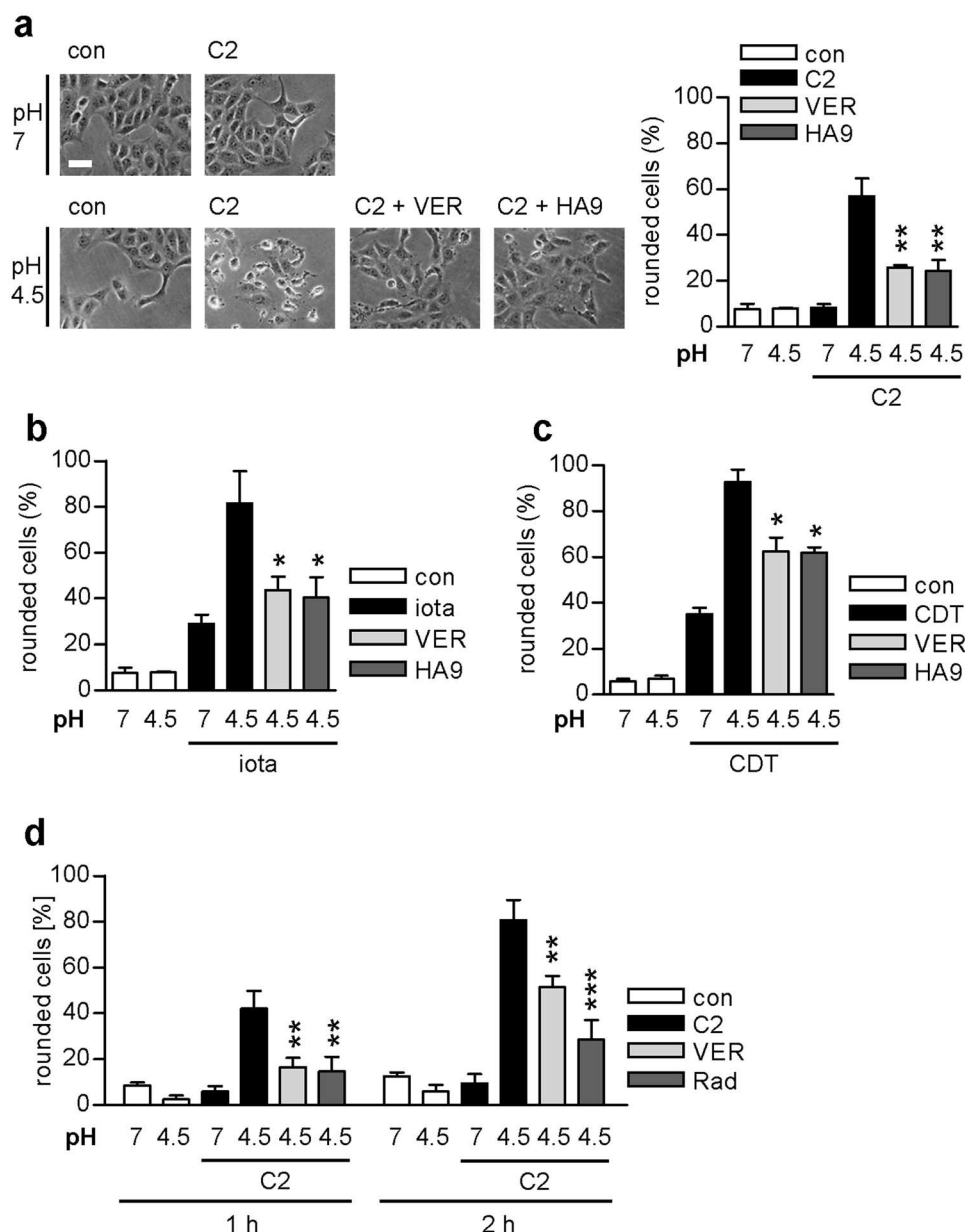 a
con C2
pH 7
con C2 C2 + VER C2 + HA9
pH 4.5
con
C2
VER
HA9
rounded cells (%)
100
80
60
40
20
0
** **
pH 7 4.5 7 4.5 4.5 4.5
C2
b
rounded cells (%)
100
80
60
40
20
0
* *
con
iota
VER
HA9
pH 7 4.5 7 4.5 4.5 4.5
iota
c
rounded cells (%)
100
80
60
40
20
0
* *
con
CDT
VER
HA9
pH 7 4.5 7 4.5 4.5 4.5
CDT
d
rounded cells [%]
100
80
60
40
20
0
** ** ** ***
con
C2
VER
Rad
pH 7 4.5 7 4.5 4.5 4.5 7 4.5 7 4.5 4.5 4.5
C2 C2
1 h 2 h